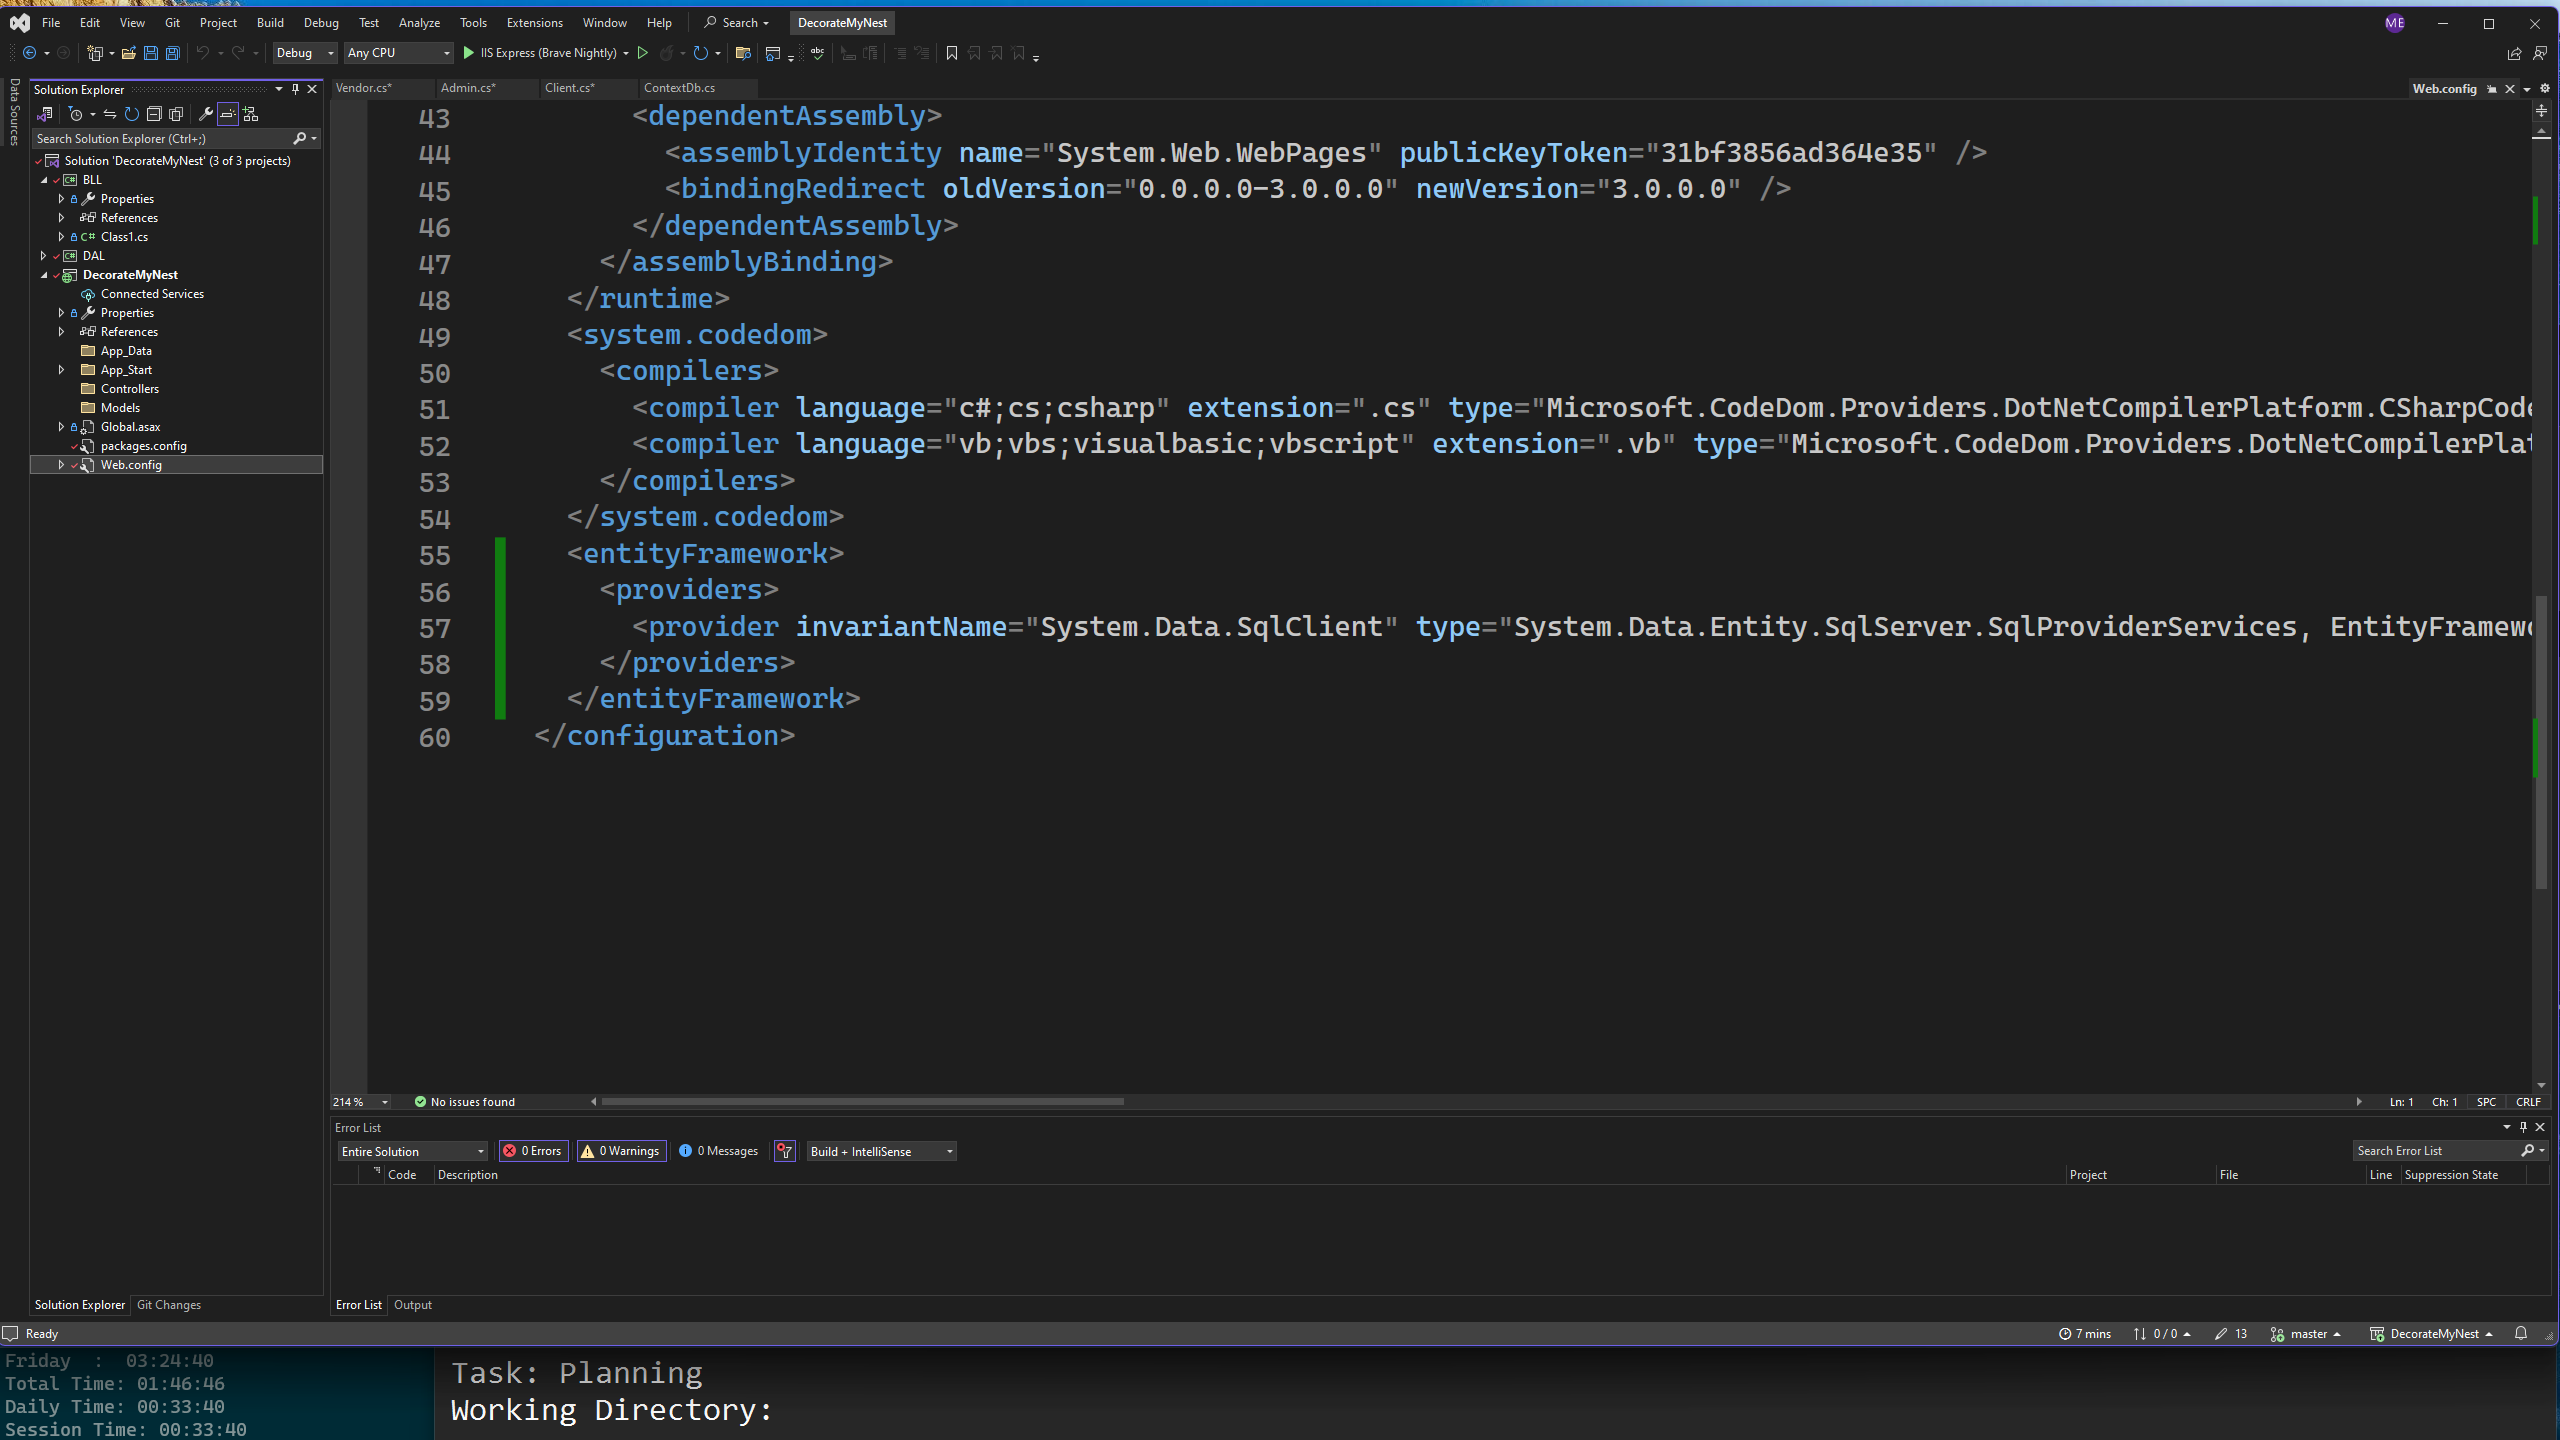 File Edit View Git Project Build Debug Test Analyze Tools Extensions Window Help Search DecorateMyNest ME
Debug Any CPU IIS Express (Brave Nightly)
Data Sources
Solution Explorer
Search Solution Explorer (Ctrl+;)
Solution 'DecorateMyNest' (3 of 3 projects)
BLL
Properties
References
C# Class1.cs
DAL
DecorateMyNest
Connected Services
Properties
References
App_Data
App_Start
Controllers
Models
Global.asax
packages.config
Web.config
Solution Explorer Git Changes
Vendor.cs* Admin.cs* Client.cs* ContextDb.cs Web.config
43 <dependentAssembly>
44 <assemblyIdentity name="System.Web.WebPages" publicKeyToken="31bf3856ad364e35" />
45 <bindingRedirect oldVersion="0.0.0.0-3.0.0.0" newVersion="3.0.0.0" />
46 </dependentAssembly>
47 </assemblyBinding>
48 </runtime>
49 <system.codedom>
50 <compilers>
51 <compiler language="c#;cs;csharp" extension=".cs" type="Microsoft.CodeDom.Providers.DotNetCompilerPlatform.CSharpCode
52 <compiler language="vb;vbs;visualbasic;vbscript" extension=".vb" type="Microsoft.CodeDom.Providers.DotNetCompilerPlat
53 </compilers>
54 </system.codedom>
55 <entityFramework>
56 <providers>
57 <provider invariantName="System.Data.SqlClient" type="System.Data.Entity.SqlServer.SqlProviderServices, EntityFramew
58 </providers>
59 </entityFramework>
60 </configuration>
214 % No issues found Ln: 1 Ch: 1 SPC CRLF
Error List
Entire Solution 0 Errors 0 Warnings 0 Messages Build + IntelliSense Search Error List
Code Description Project File Line Suppression State
Error List Output
Ready 7 mins 0 / 0 13 master DecorateMyNest
Friday : 03:24:40
Total Time: 01:46:46
Daily Time: 00:33:40
Session Time: 00:33:40
Task: Planning
Working Directory: